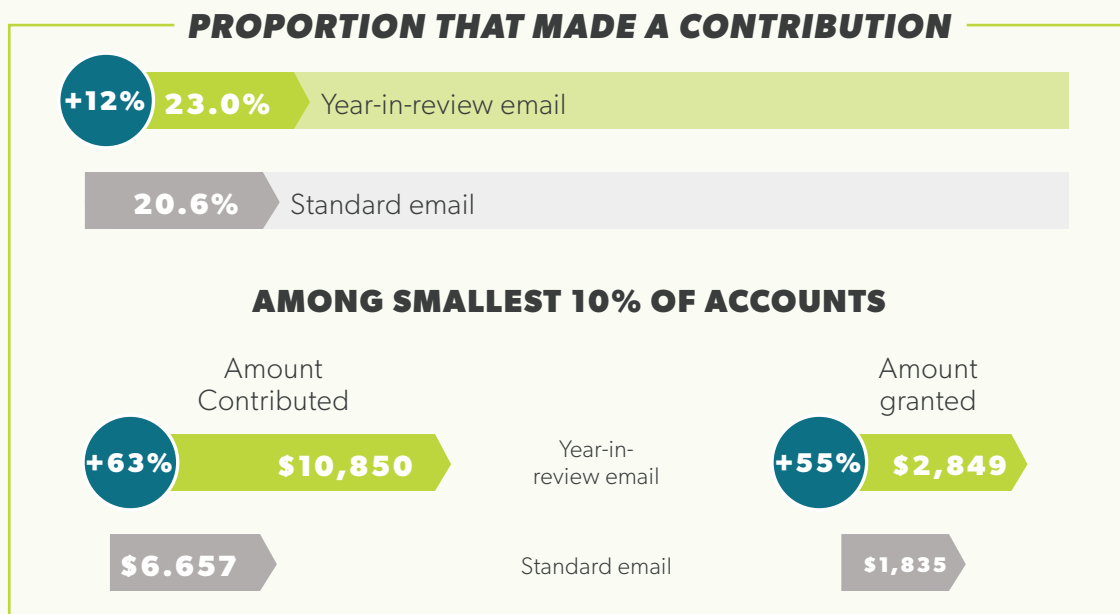 PROPORTION THAT MADE A CONTRIBUTION
+12% 23.0% Year-in-review email
20.6% Standard email
AMONG SMALLEST 10% OF ACCOUNTS
Amount
Contributed
Amount
granted
+63% $10,850
Year-in-
review email
+55% $2,849
$6.657
Standard email
$1,835